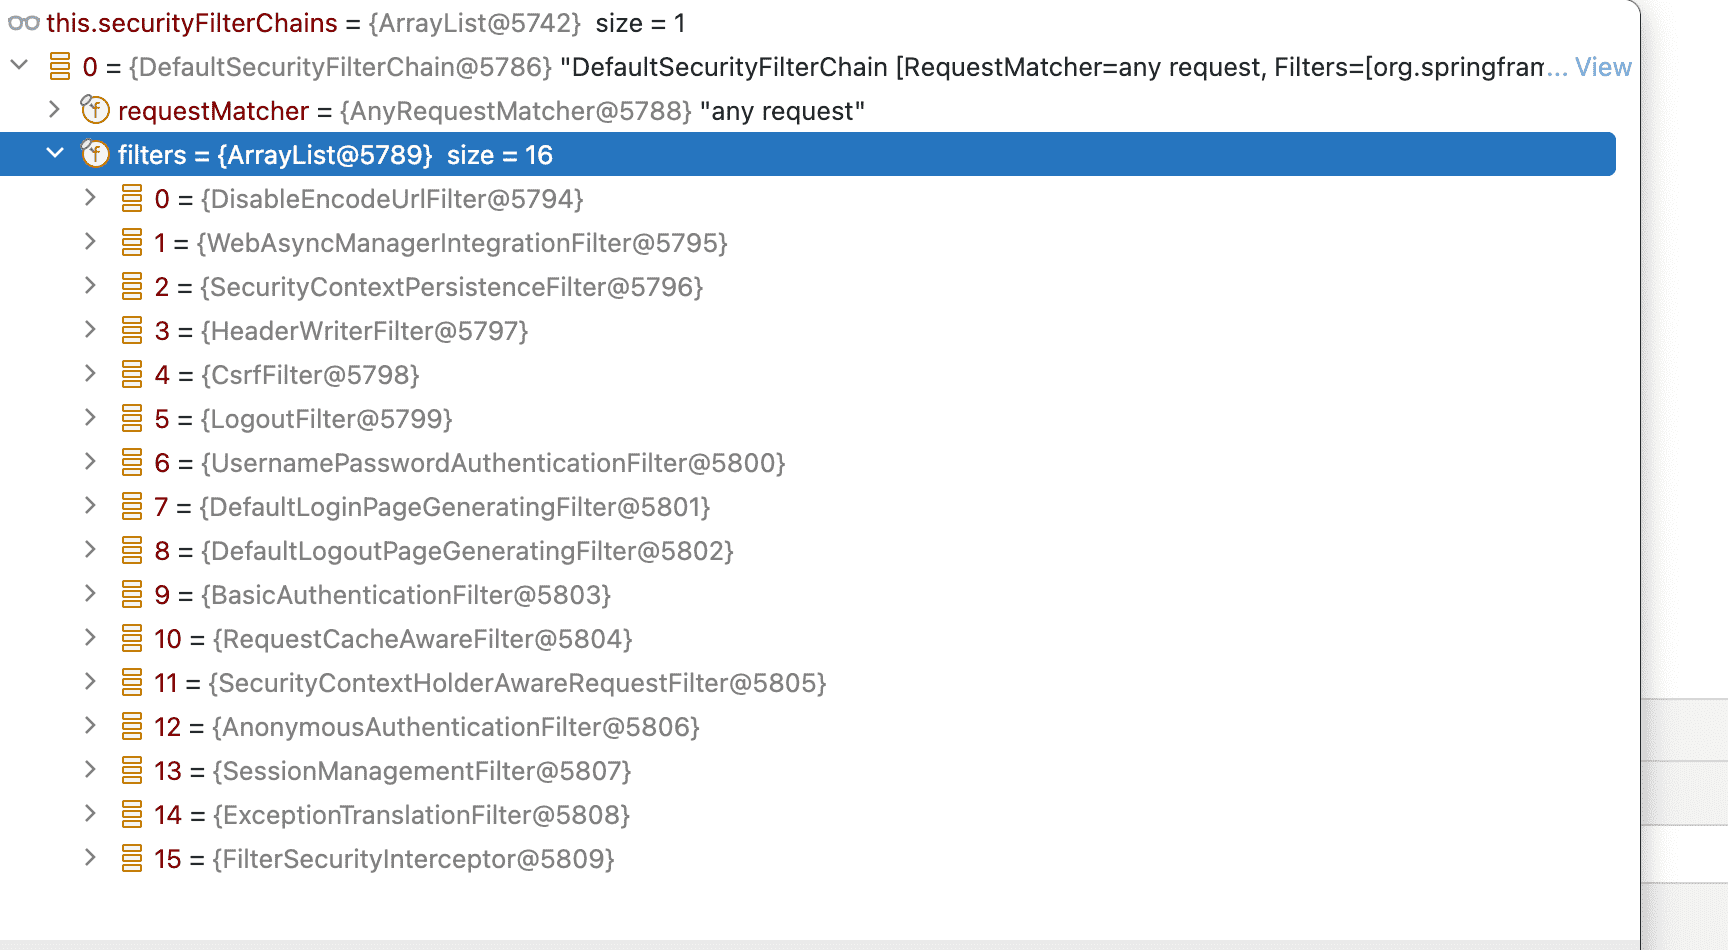 this.securityFilterChains = {ArrayList@5742} size = 1
0 = {DefaultSecurityFilterChain@5786} "DefaultSecurityFilterChain [RequestMatcher=any request, Filters=[org.springfram... View
requestMatcher = {AnyRequestMatcher@5788} "any request"
filters = {ArrayList@5789} size = 16
0 = {DisableEncodeUrlFilter@5794}
1 = {WebAsyncManagerIntegrationFilter@5795}
2 = {SecurityContextPersistenceFilter@5796}
3 = {HeaderWriterFilter@5797}
4 = {CsrfFilter@5798}
5 = {LogoutFilter@5799}
6 = {UsernamePasswordAuthenticationFilter@5800}
7 = {DefaultLoginPageGeneratingFilter@5801}
8 = {DefaultLogoutPageGeneratingFilter@5802}
9 = {BasicAuthenticationFilter@5803}
10 = {RequestCacheAwareFilter@5804}
11 = {SecurityContextHolderAwareRequestFilter@5805}
12 = {AnonymousAuthenticationFilter@5806}
13 = {SessionManagementFilter@5807}
14 = {ExceptionTranslationFilter@5808}
15 = {FilterSecurityInterceptor@5809}